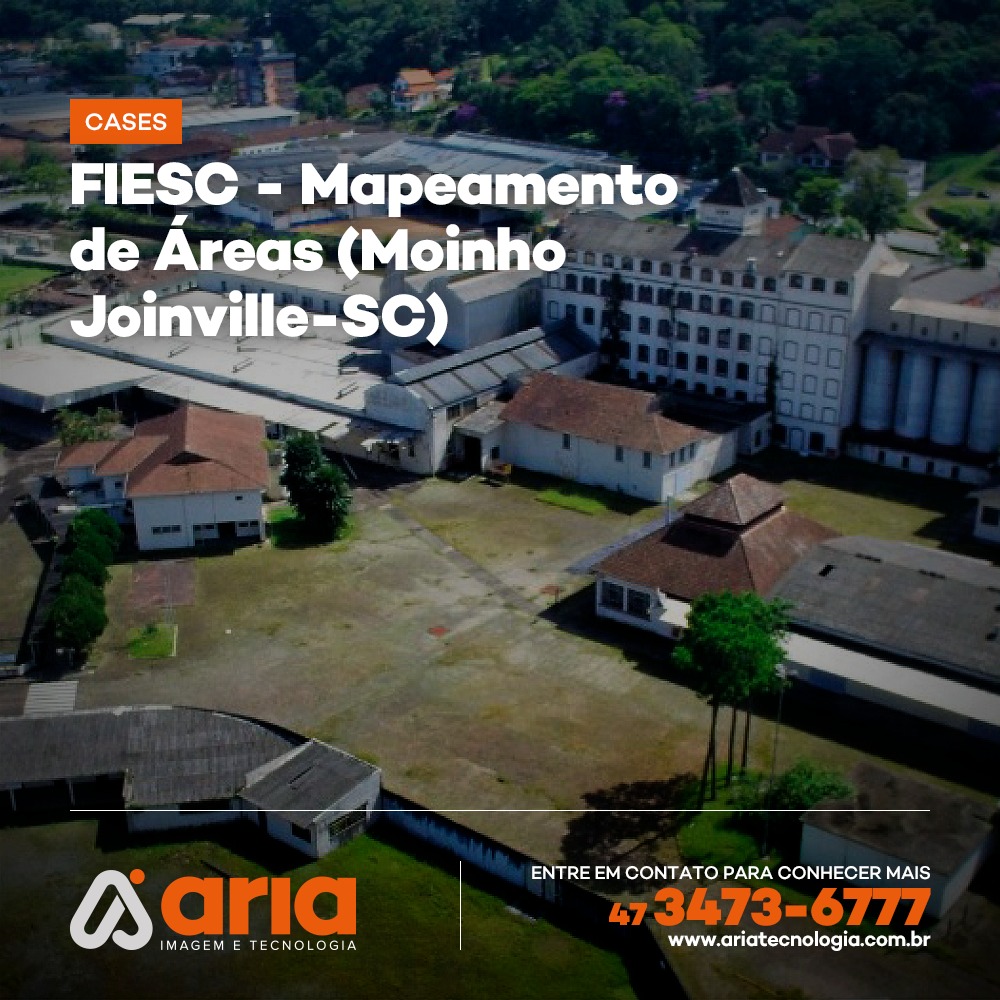 CASES
FIESC - Mapeamento
de Áreas (Moinho
Joinville-SC)
aria
IMAGEM E TECNOLOGIA
ENTRE EM CONTATO PARA CONHECER MAIS
47 3473-6777
www.ariatecnologia.com.br